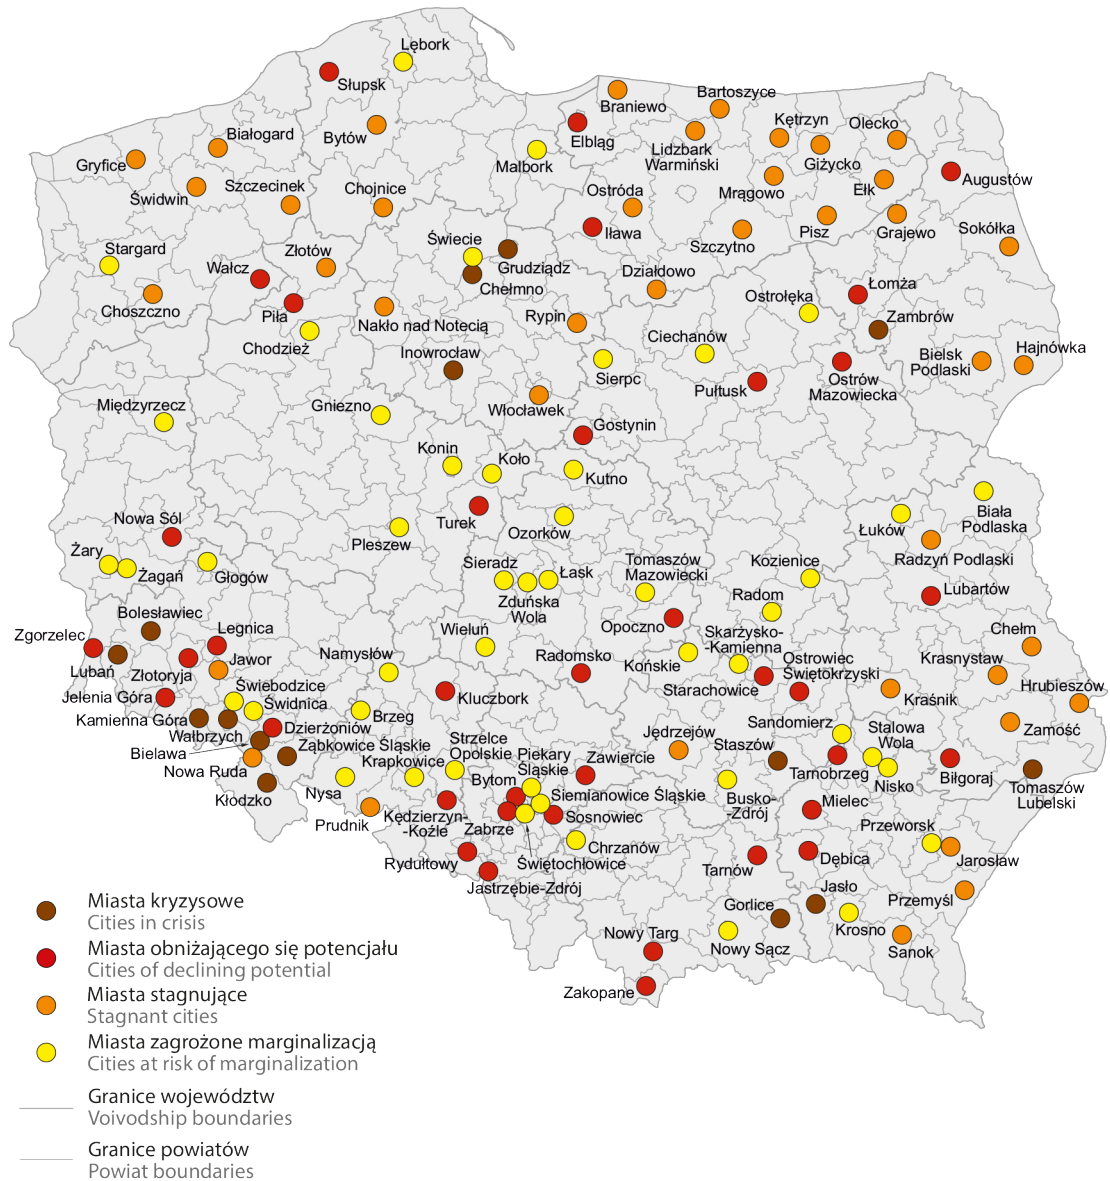 Lębork
Słupsk
Bytów
Białogard
Gryfice
Świdwin
Szczecinek
Chojnice
Malbork
Elbląg
Braniewo
Bartoszyce
Lidzbark
Warmiński
Kętrzyn
Giżycko
Olecko
Mrągowo
Ełk
Augustów
Ostróda
Iława
Szczytno
Pisz
Grajewo
Sokółka
Stargard
Choszczno
Wałcz
Złotów
Piła
Chodzież
Świecie
Grudziądz
Chełmno
Nakło nad Notecią
Działdowo
Rypin
Ostrołęka
Łomża
Zambrów
Ciechanów
Sierpc
Pułtusk
Ostrów
Mazowiecka
Bielsk
Podlaski
Hajnówka
Inowrocław
Włocławek
Międzyrzecz
Gniezno
Gostynin
Konin
Koło
Kutno
Turek
Ozorków
Pleszew
Nowa Sól
Żary
Żagań
Głogów
Sieradz
Zduńska
Wola
Łask
Tomaszów
Mazowiecki
Kozienice
Radom
Łuków
Biała
Podlaska
Radzyń Podlaski
Lubartów
Bolesławiec
Zgorzelec
Lubań
Legnica
Złotoryja
Jawor
Jelenia Góra
Kamienna Góra
Świebodzice
Świdnica
Wałbrzych
Dzierżoniów
Bielawa
Ząbkowice Śląskie
Nowa Ruda
Kłodzko
Namysłów
Wieluń
Brzeg
Kluczbork
Radomsko
Opoczno
Końskie
Skarżysko-
-Kamienna
Starachowice
Ostrowiec
Świętokrzyski
Chełm
Krasnystaw
Hrubieszów
Kraśnik
Zamość
Tomaszów
Lubelski
Biłgoraj
Sandomierz
Stalowa
Wola
Nisko
Tarnobrzeg
Staszów
Jędrzejów
Busko-
-Zdrój
Strzelce
Opolskie
Krapkowice
Nysa
Prudnik
Kędzierzyn-
-Koźle
Bytom
Piekary
Śląskie
Zawiercie
Siemianowice Śląskie
Sosnowiec
Zabrze
Chrzanów
Świętochłowice
Rydułtowy
Jastrzębie-Zdrój
Mielec
Tarnów
Dębica
Przeworsk
Jarosław
Przemyśl
Jasło
Gorlice
Krosno
Sanok
Nowy Sącz
Nowy Targ
Zakopane
Miasta kryzysowe
Cities in crisis
Miasta obniżającego się potencjału
Cities of declining potential
Miasta stagnujące
Stagnant cities
Miasta zagrożone marginalizacją
Cities at risk of marginalization
Granice województw
Voivodship boundaries
Granice powiatów
Powiat boundaries